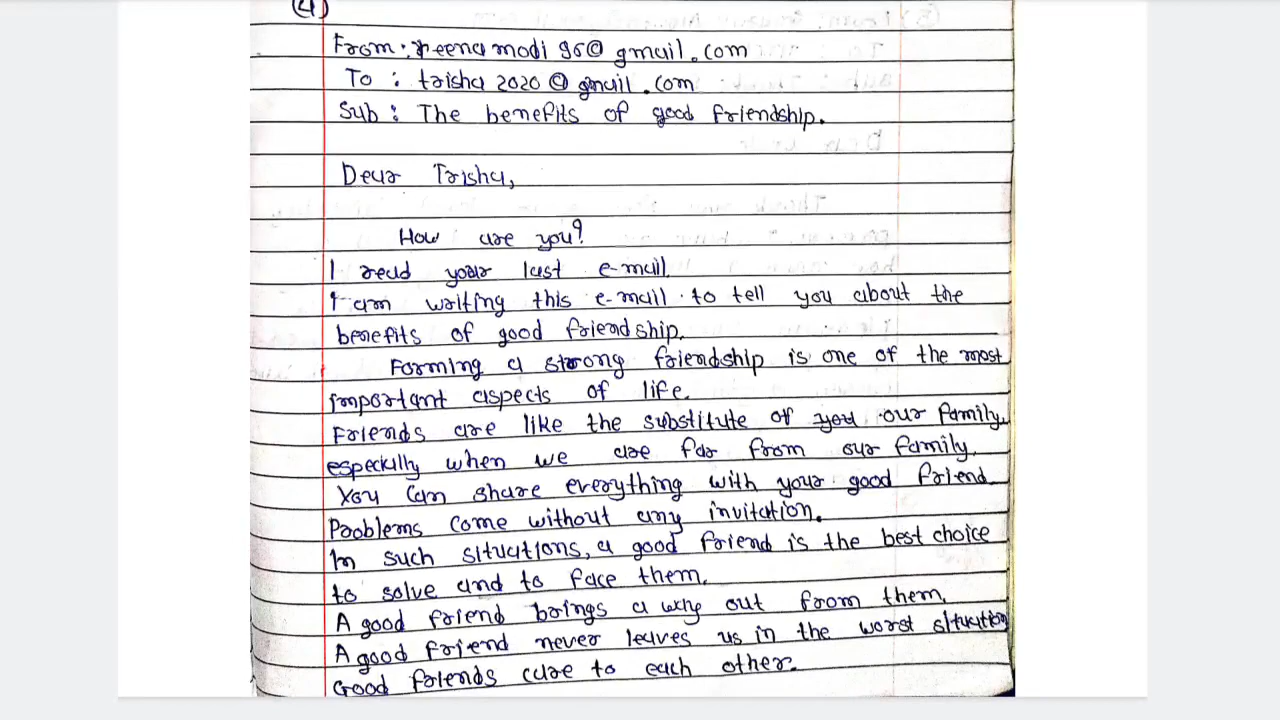 (4)
From : reena modi 96@ gmail.com
To : trisha 2020 @ gmail .com
Sub : The benefits of good friendship.
Dear Trisha,
How are you?
I read your last e-mail.
I am writing this e-mail to tell you about the
benefits of good friendship.
Forming a strong friendship is one of the most
important aspects of life.
Friends are like the substitute of you our family,
especially when we are far from our family.
You can share everything with your good friend
Problems come without any invitation.
In such situations, a good friend is the best choice
to solve and to face them.
A good friend brings a way out from them.
A good friend never leaves us in the worst situation
Good friends care to each other.